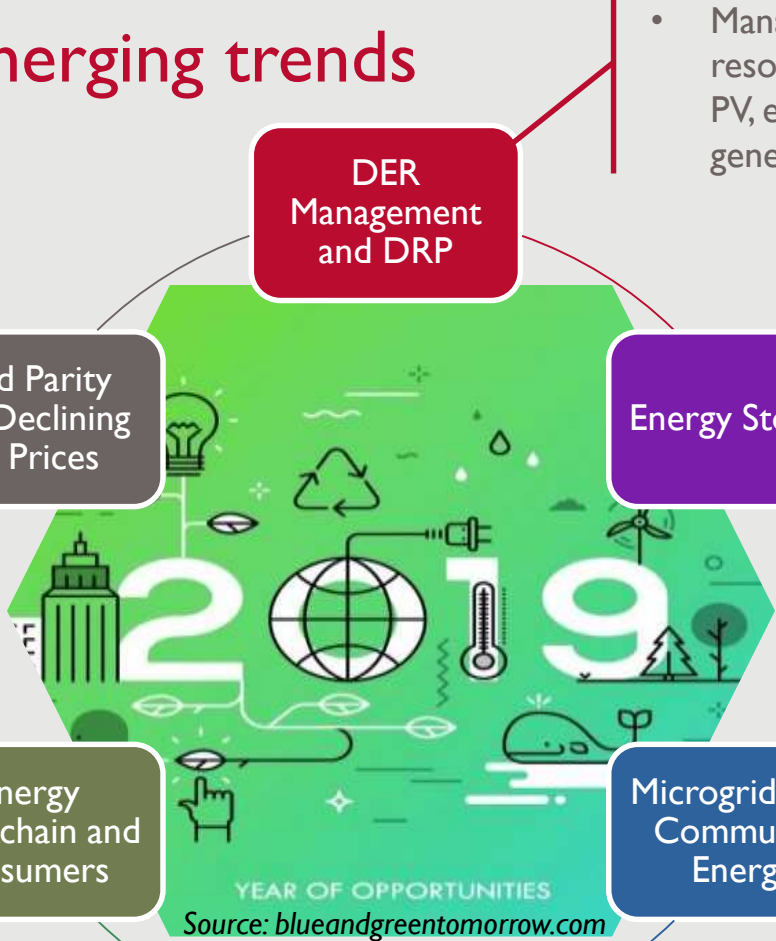 nerging trends
• Mana
reso
PV, e
gene
DER
Management
and DRP
d Parity
Declining
Prices
Energy Sto
2019
nergy
chain and
sumers
Microgrid
Commu
Energ
YEAR OF OPPORTUNITIES
Source: blueandgreentomorrow.com